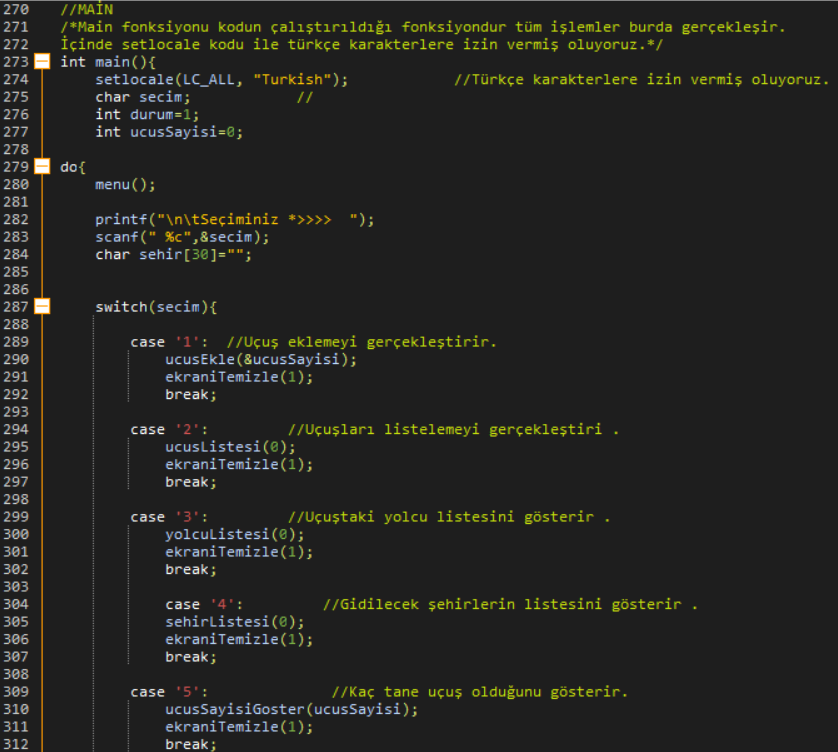 270 //MAİN
271 /*Main fonksiyonu kodun çalıştırıldığı fonksiyondur tüm işlemler burda gerçekleşir.
272 İçinde setlocale kodu ile türkçe karakterlere izin vermiş oluyoruz.*/
273 int main(){
274 setlocale(LC_ALL, "Turkish"); //Türkçe karakterlere izin vermiş oluyoruz.
275 char secim; //
276 int durum=1;
277 int ucusSayisi=0;
278
279 do{
280 menu();
281
282 printf("\n\tSeçiminiz *>>>> ");
283 scanf(" %c",&secim);
284 char sehir[30]="";
285
286
287 switch(secim){
288
289 case '1': //Uçuş eklemeyi gerçekleştirir.
290 ucusEkle(&ucusSayisi);
291 ekraniTemizle(1);
292 break;
293
294 case '2': //Uçuşları listelemeyi gerçekleştiri .
295 ucusListesi(0);
296 ekraniTemizle(1);
297 break;
298
299 case '3': //Uçuştaki yolcu listesini gösterir .
300 yolcuListesi(0);
301 ekraniTemizle(1);
302 break;
303
304 case '4': //Gidilecek şehirlerin listesini gösterir .
305 sehirListesi(0);
306 ekraniTemizle(1);
307 break;
308
309 case '5': //Kaç tane uçuş olduğunu gösterir.
310 ucusSayisiGoster(ucusSayisi);
311 ekraniTemizle(1);
312 break;